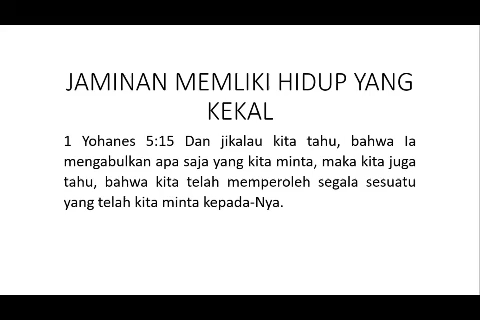 JAMINAN MEMLIKI HIDUP YANG
KEKAL
1 Yohanes 5:15 Dan jikalau kita tahu, bahwa Ia
mengabulkan apa saja yang kita minta, maka kita juga
tahu, bahwa kita telah memperoleh segala sesuatu
yang telah kita minta kepada-Nya.